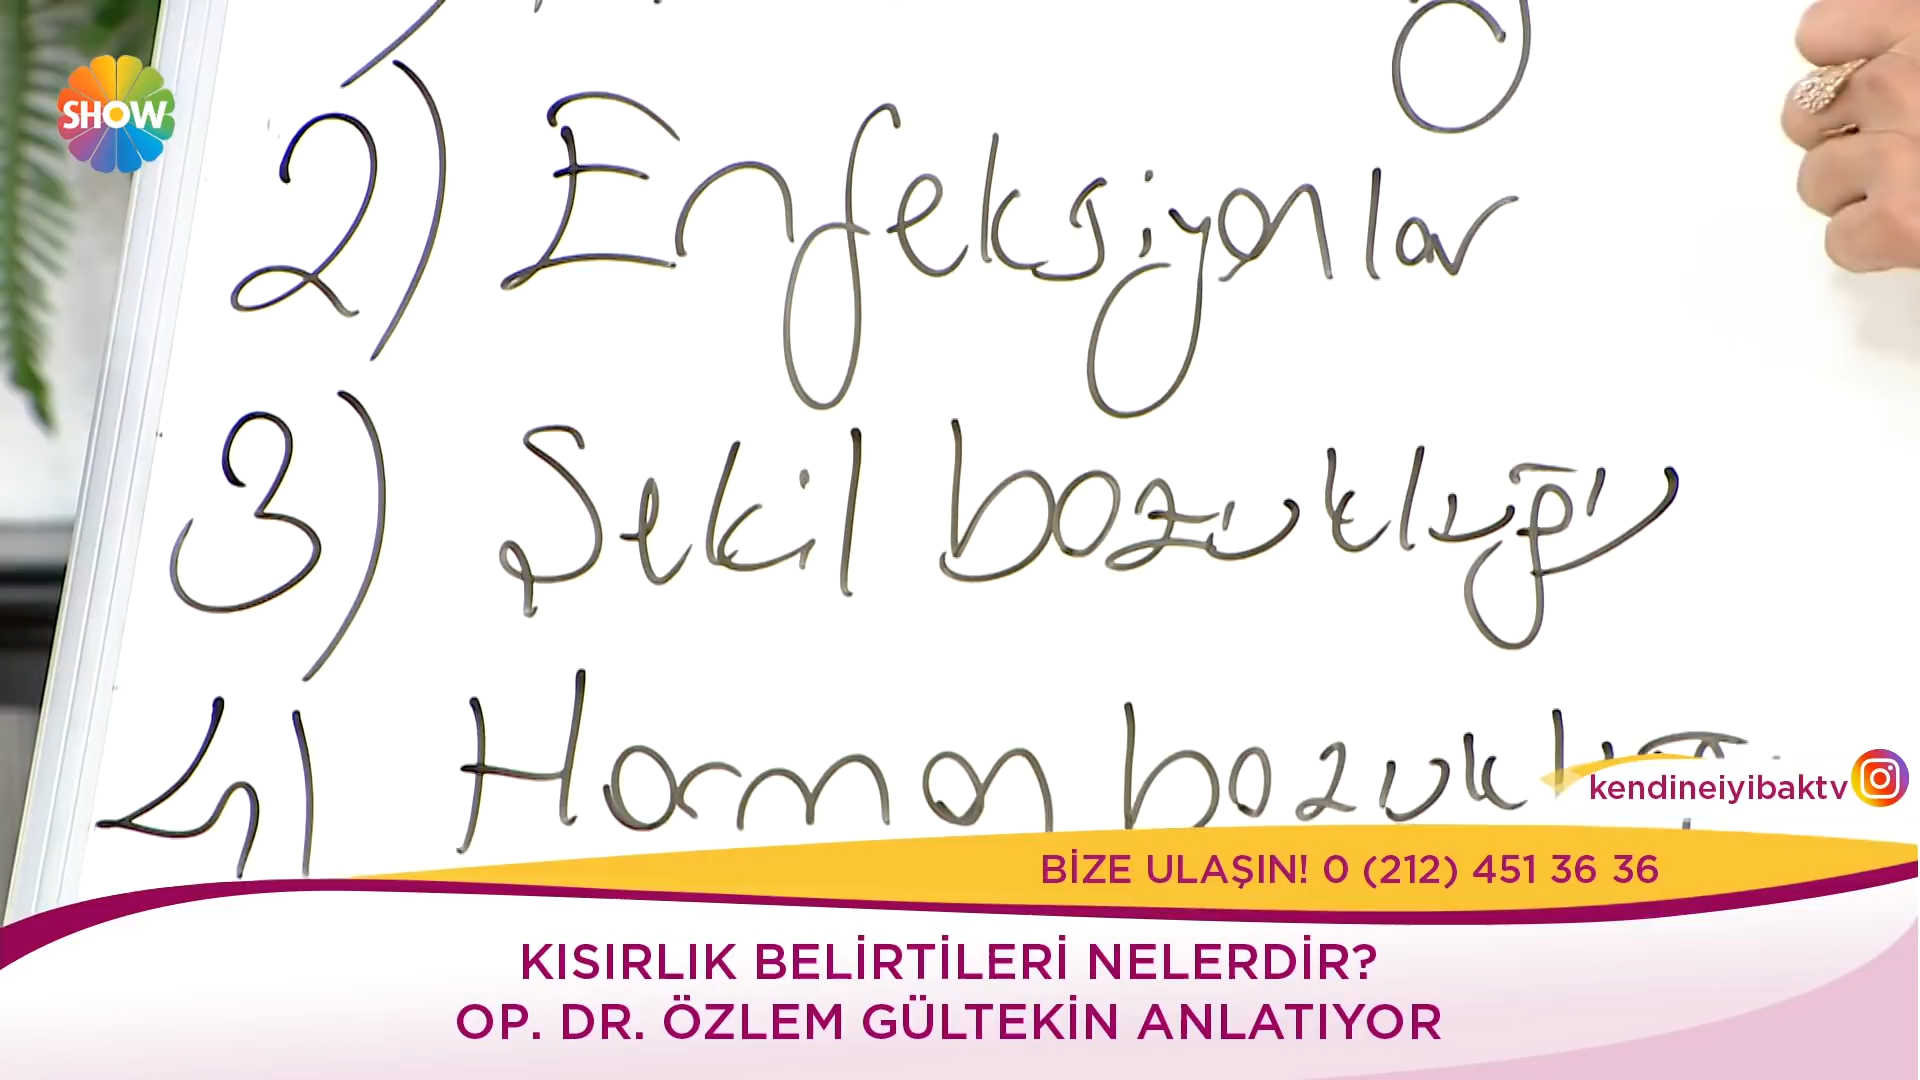 SHOW
2) Enfeksiyonlar
3) Şekil bozukluğu
4) Hormon
kendineiyibaktv
BİZE ULAŞIN! 0 (212) 451 36 36
KISIRLIK BELİRTİLERİ NELERDİR?
OP. DR. ÖZLEM GÜLTEKİN ANLATIYOR